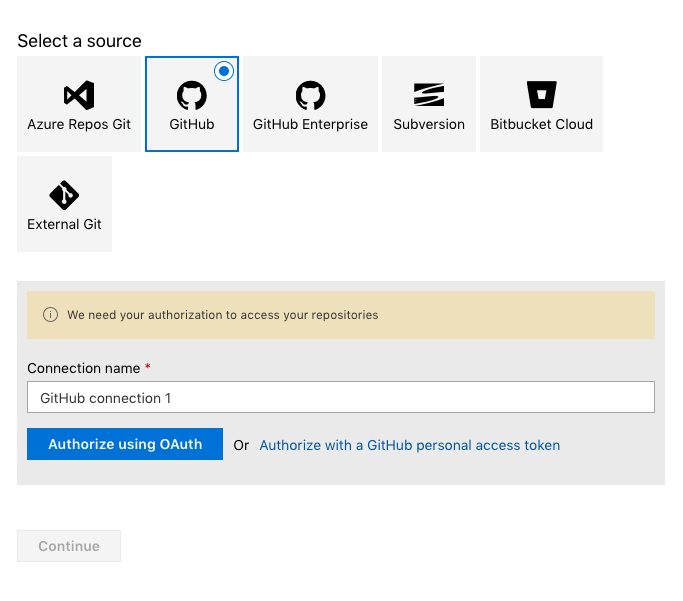 Select a source
Azure Repos Git
GitHub
GitHub Enterprise
Subversion
Bitbucket Cloud
External Git
We need your authorization to access your repositories
Connection name *
GitHub connection 1
Authorize using OAuth Or Authorize with a GitHub personal access token
Continue